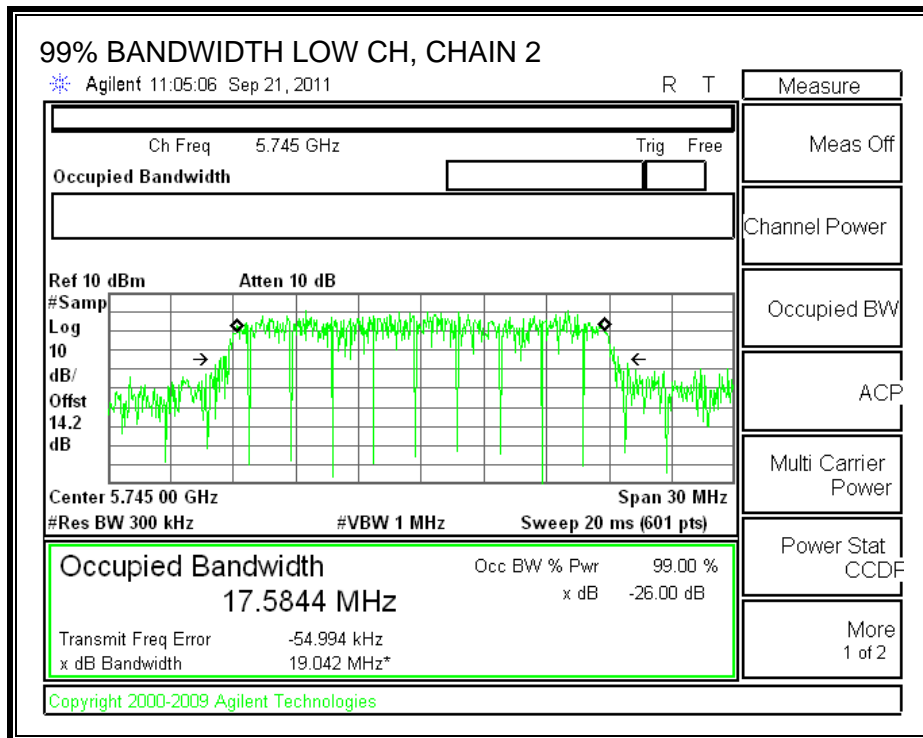 99% BANDWIDTH LOW CH, CHAIN 2
Agilent 11:05:06 Sep 21, 2011 R T
Measure
Ch Freq 5.745 GHz Trig Free
Meas Off
Occupied Bandwidth
Channel Power
Ref 10 dBm Atten 10 dB
#Samp
Log
10
dB/
Offst
14.2
dB
Occupied BW
ACP
Multi Carrier
Power
Center 5.745 00 GHz Span 30 MHz
#Res BW 300 kHz #VBW 1 MHz Sweep 20 ms (601 pts)
Power Stat
CCDF
Occupied Bandwidth Occ BW % Pwr 99.00 %
17.5844 MHz x dB -26.00 dB
Transmit Freq Error -54.994 kHz
x dB Bandwidth 19.042 MHz*
More
1 of 2
Copyright 2000-2009 Agilent Technologies